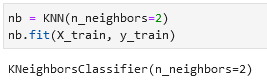 nb = KNN(n_neighbors=2)
nb.fit(X_train, y_train)
KNeighborsClassifier(n_neighbors=2)